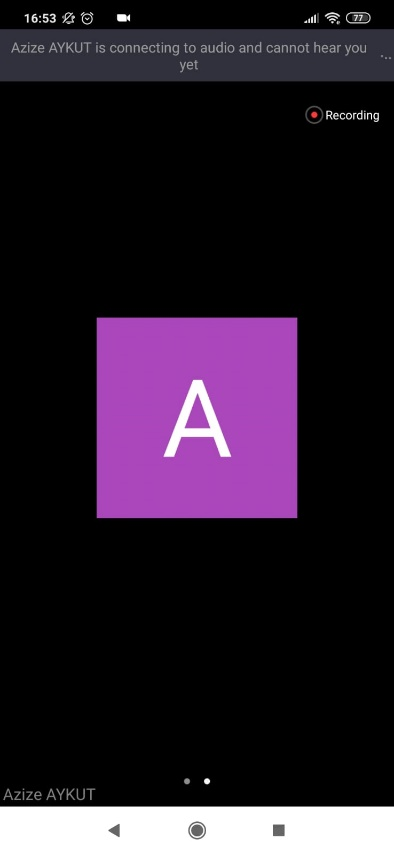 16:53
77
Azize AYKUT is connecting to audio and cannot hear you
yet
...
Recording
A
Azize AYKUT